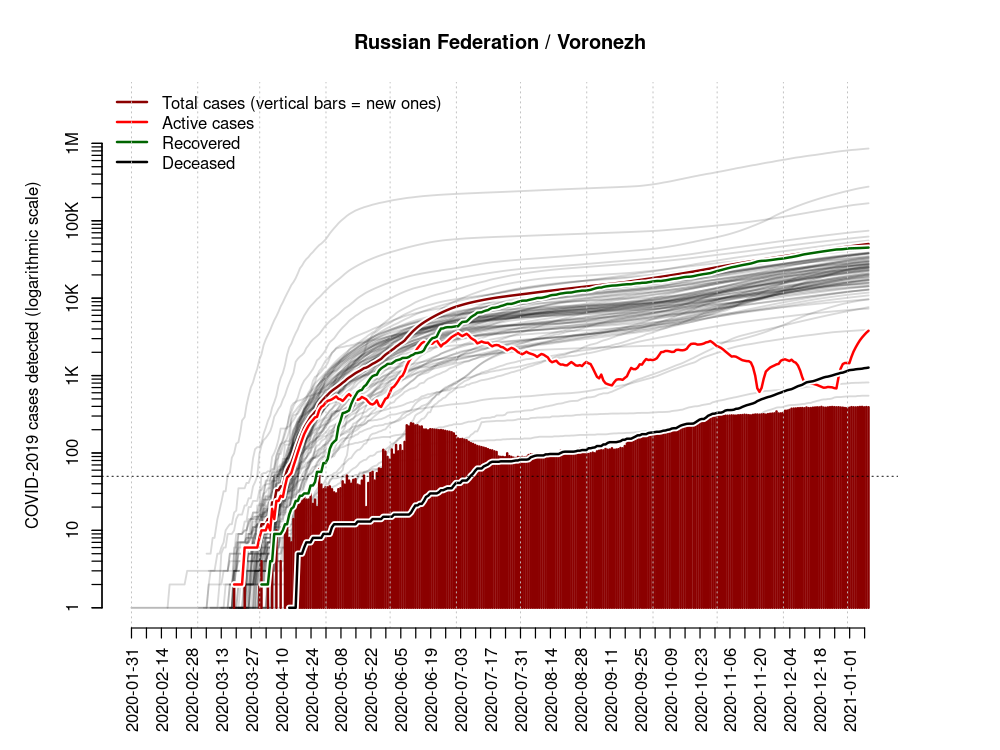 Russian Federation / Voronezh
Total cases (vertical bars = new ones)
Active cases
Recovered
Deceased
COVID-2019 cases detected (logarithmic scale)
1M
100K
10K
1K
100
10
1
2020-01-31
2020-02-14
2020-02-28
2020-03-13
2020-03-27
2020-04-10
2020-04-24
2020-05-08
2020-05-22
2020-06-05
2020-06-19
2020-07-03
2020-07-17
2020-07-31
2020-08-14
2020-08-28
2020-09-11
2020-09-25
2020-10-09
2020-10-23
2020-11-06
2020-11-20
2020-12-04
2020-12-18
2021-01-01